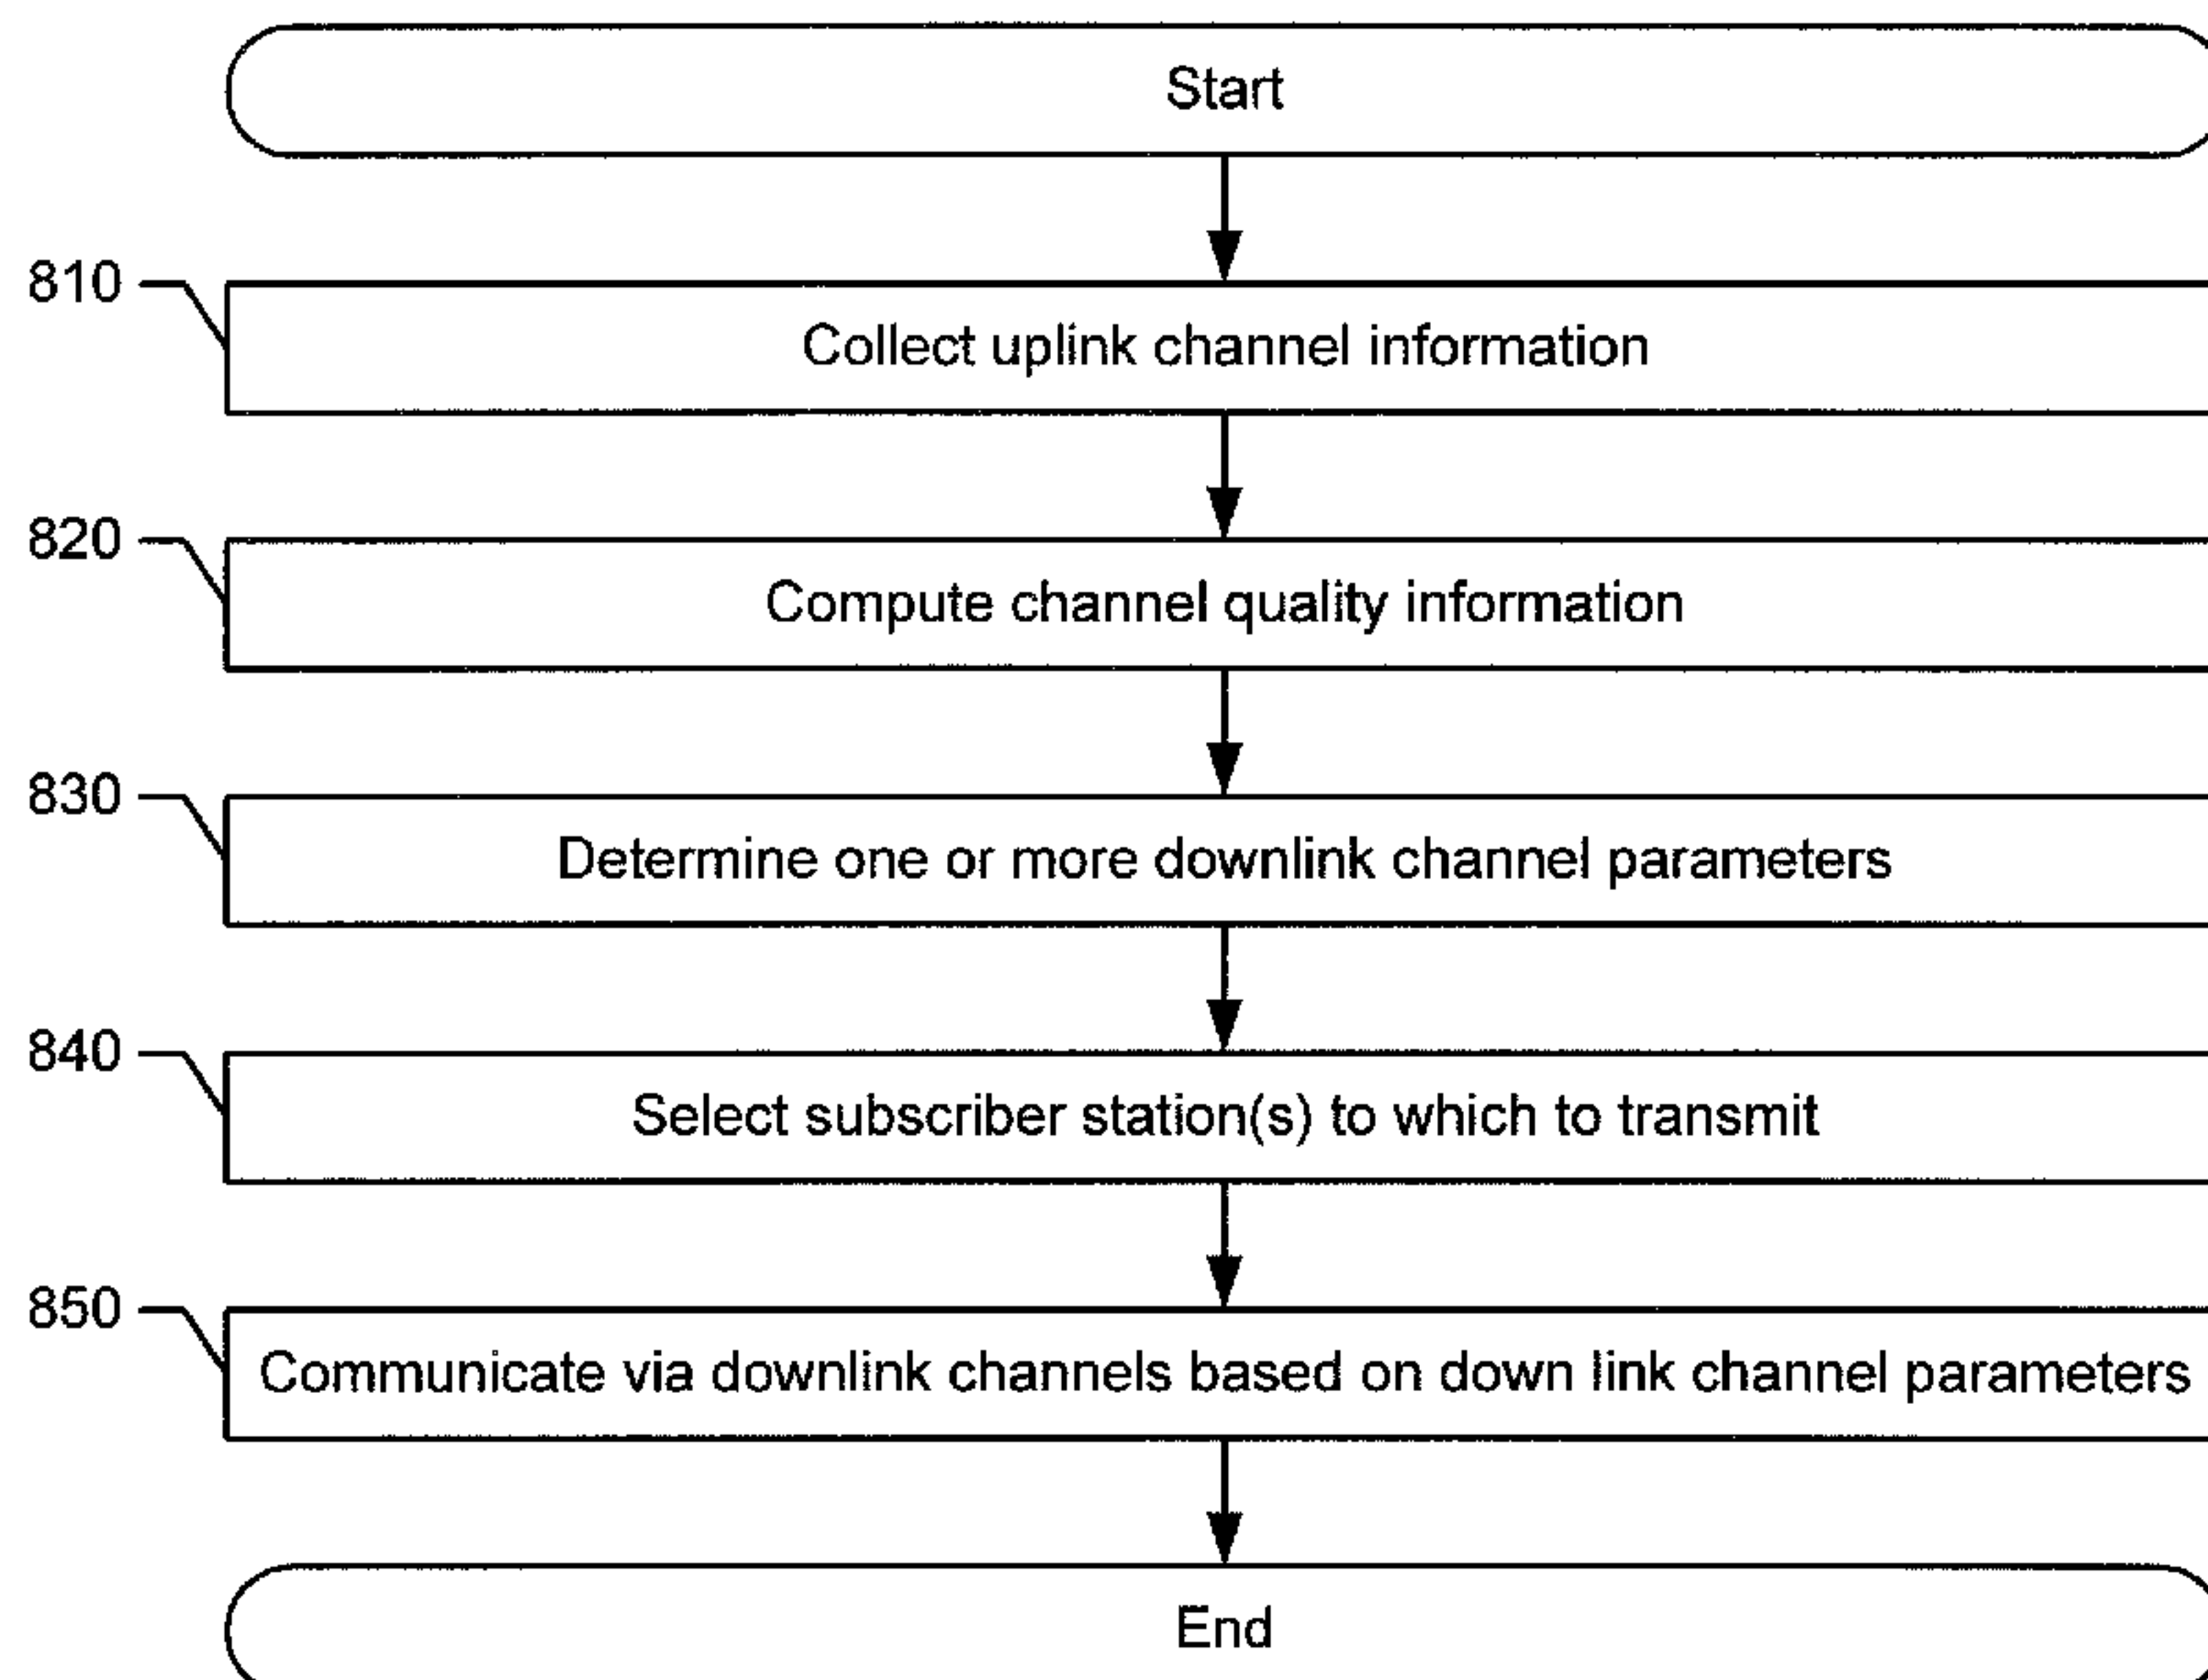 Start
810
Collect uplink channel information
820
Compute channel quality information
830
Determine one or more downlink channel parameters
840
Select subscriber station(s) to which to transmit
850
Communicate via downlink channels based on down link channel parameters
End